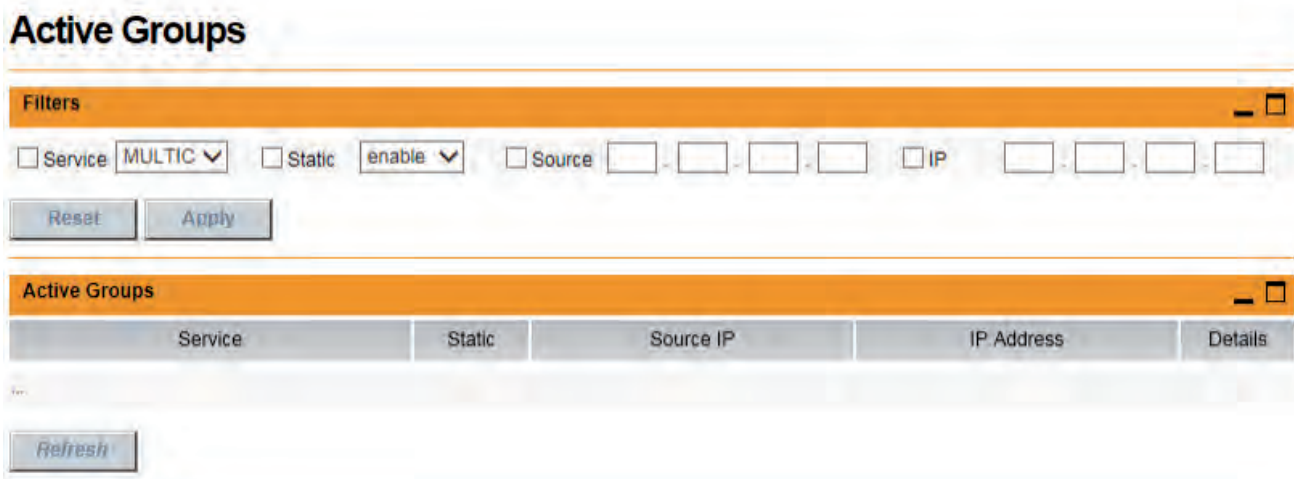 Active Groups
Filters
Service MULTIC Static enable Source . . . IP . . .
Reset Apply
Active Groups
Service Static Source IP IP Address Details
...
Refresh